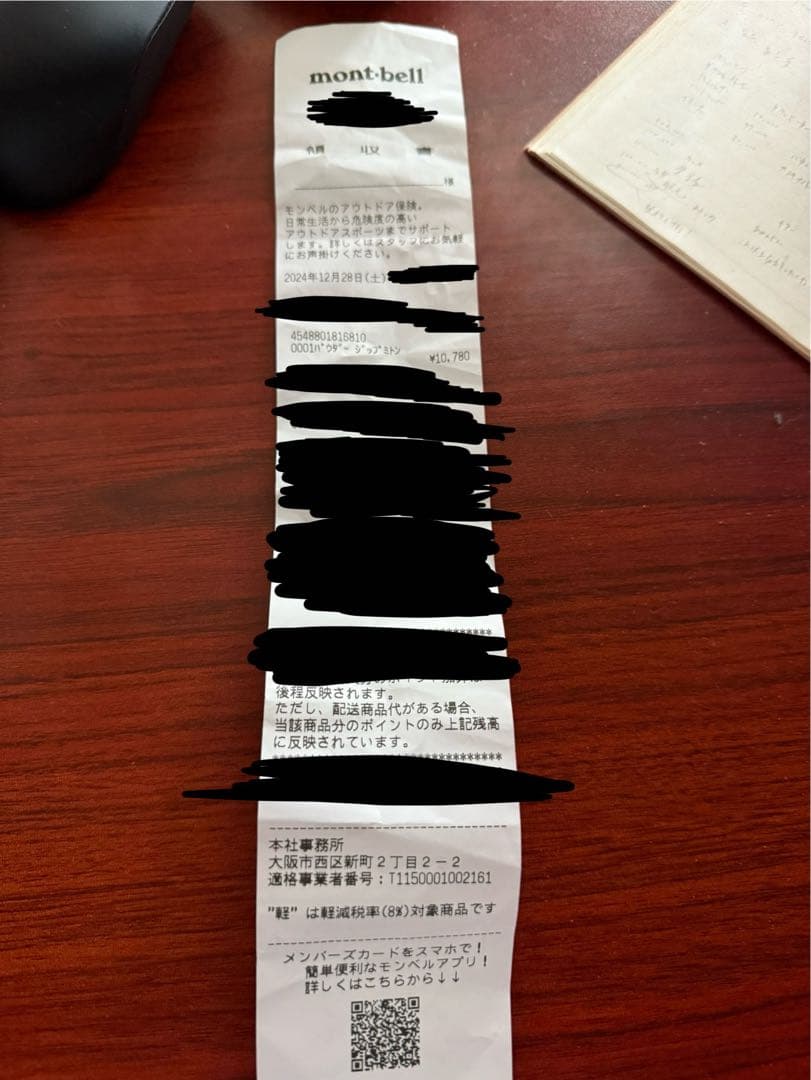 mont·bell
領 収 書
様
モンベルのアウトドア保険。
日常生活から危険度の高い
アウトドアスポーツまでサポート
します。詳しくはスタッフにお気軽
にお声掛けください。
2024年12月28日(土)
4548801816810
0001ﾊﾟｳﾀﾞｰ ｼﾞｯﾌﾟﾐﾄﾝ
¥10,780
後程反映されます。
ただし、配送商品代がある場合、
当該商品分のポイントのみ上記残高
に反映されています。
本社事務所
大阪市西区新町２丁目２－２
適格事業者番号：T1150001002161
"軽" は軽減税率(8%)対象商品です
メンバーズカードをスマホで！
簡単便利なモンベルアプリ！
詳しくはこちらから↓↓